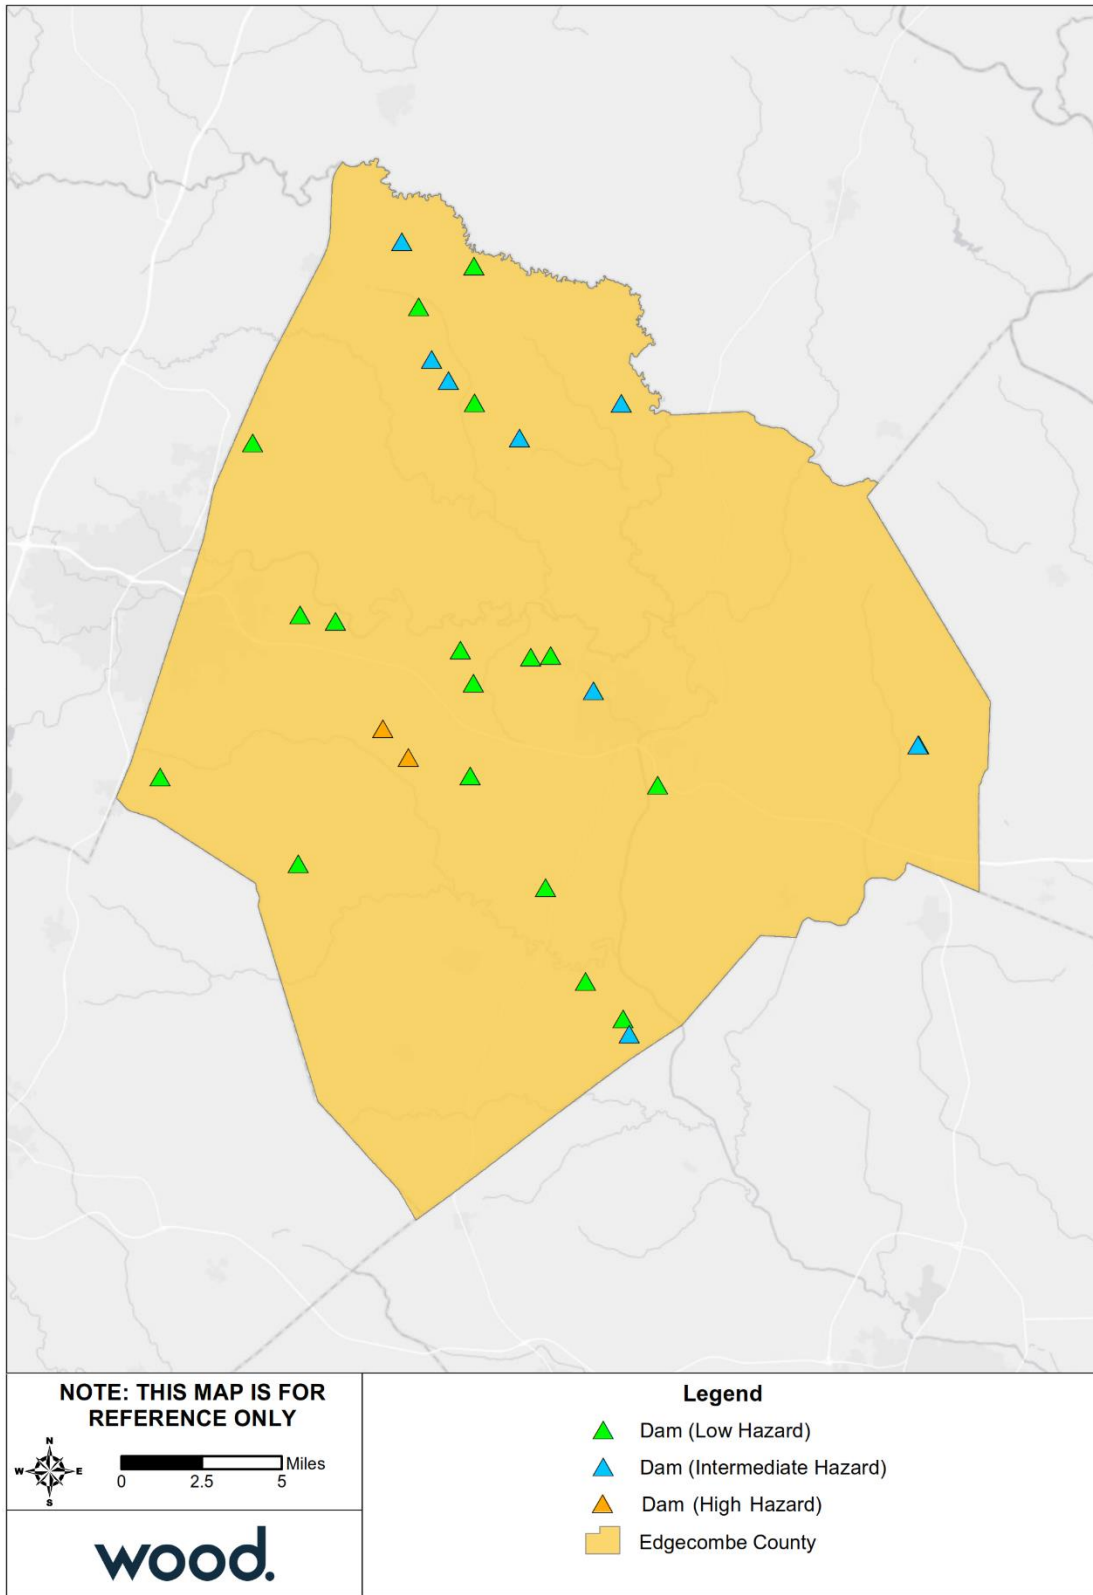 NOTE: THIS MAP IS FOR
REFERENCE ONLY
N
W
E
S
Miles
0
2.5
5
wood.
Legend
Dam (Low Hazard)
Dam (Intermediate Hazard)
Dam (High Hazard)
Edgecombe County